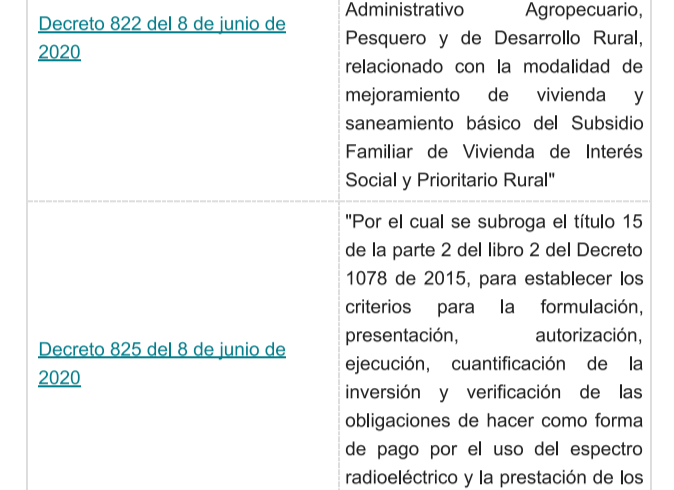 Decreto 822 del 8 de junio de
2020
Administrativo Agropecuario,
Pesquero y de Desarrollo Rural,
relacionado con la modalidad de
mejoramiento de vivienda y
saneamiento básico del Subsidio
Familiar de Vivienda de Interés
Social y Prioritario Rural"
Decreto 825 del 8 de junio de
2020
"Por el cual se subroga el título 15
de la parte 2 del libro 2 del Decreto
1078 de 2015, para establecer los
criterios para la formulación,
presentación, autorización,
ejecución, cuantificación de la
inversión y verificación de las
obligaciones de hacer como forma
de pago por el uso del espectro
radioeléctrico y la prestación de los